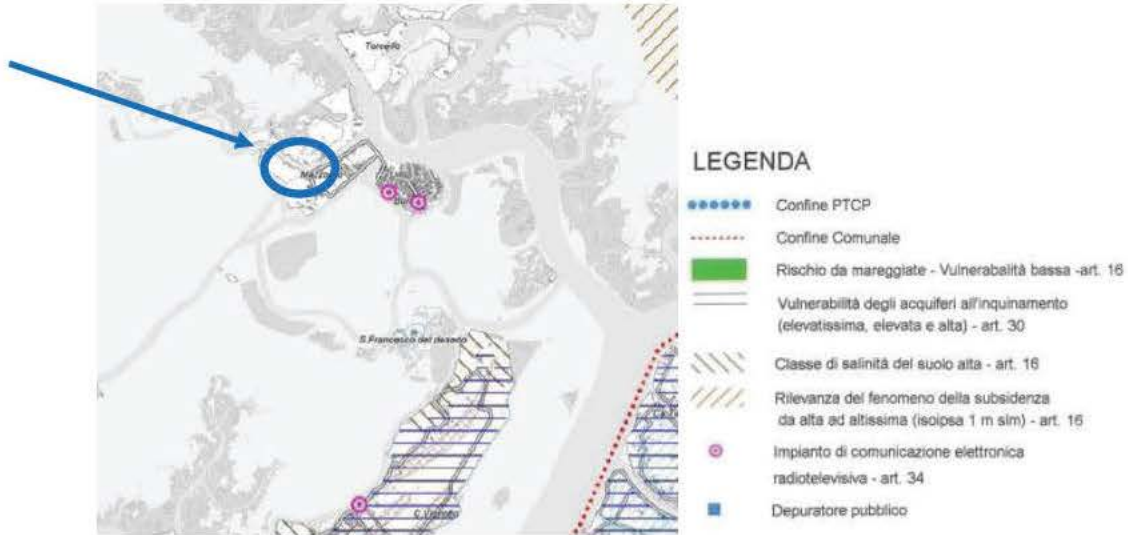 Torcello
S.Francesco del deserto
LEGENDA
Confine PTCP
Confine Comunale
Rischio da mareggiate - Vulnerabalità bassa -art. 16
Vulnerabilità degli acquiferi all'inquinamento
(elevatissima, elevata e alta) - art. 30
Classe di salinità del suolo alta - art. 16
Rilevanza del fenomeno della subsidenza
da alta ad altissima (isoipsa 1 m slm) - art. 16
Impianto di comunicazione elettronica
radiotelevisiva - art. 34
Depuratore pubblico